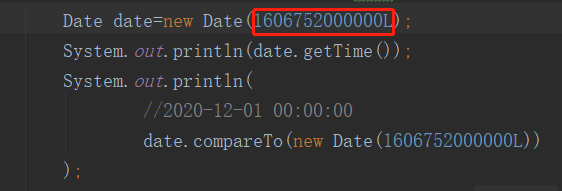 Date date=new Date(1606752000000L);
System.out.println(date.getTime());
System.out.println(
//2020-12-01 00:00:00
date.compareTo(new Date(1606752000000L))
);